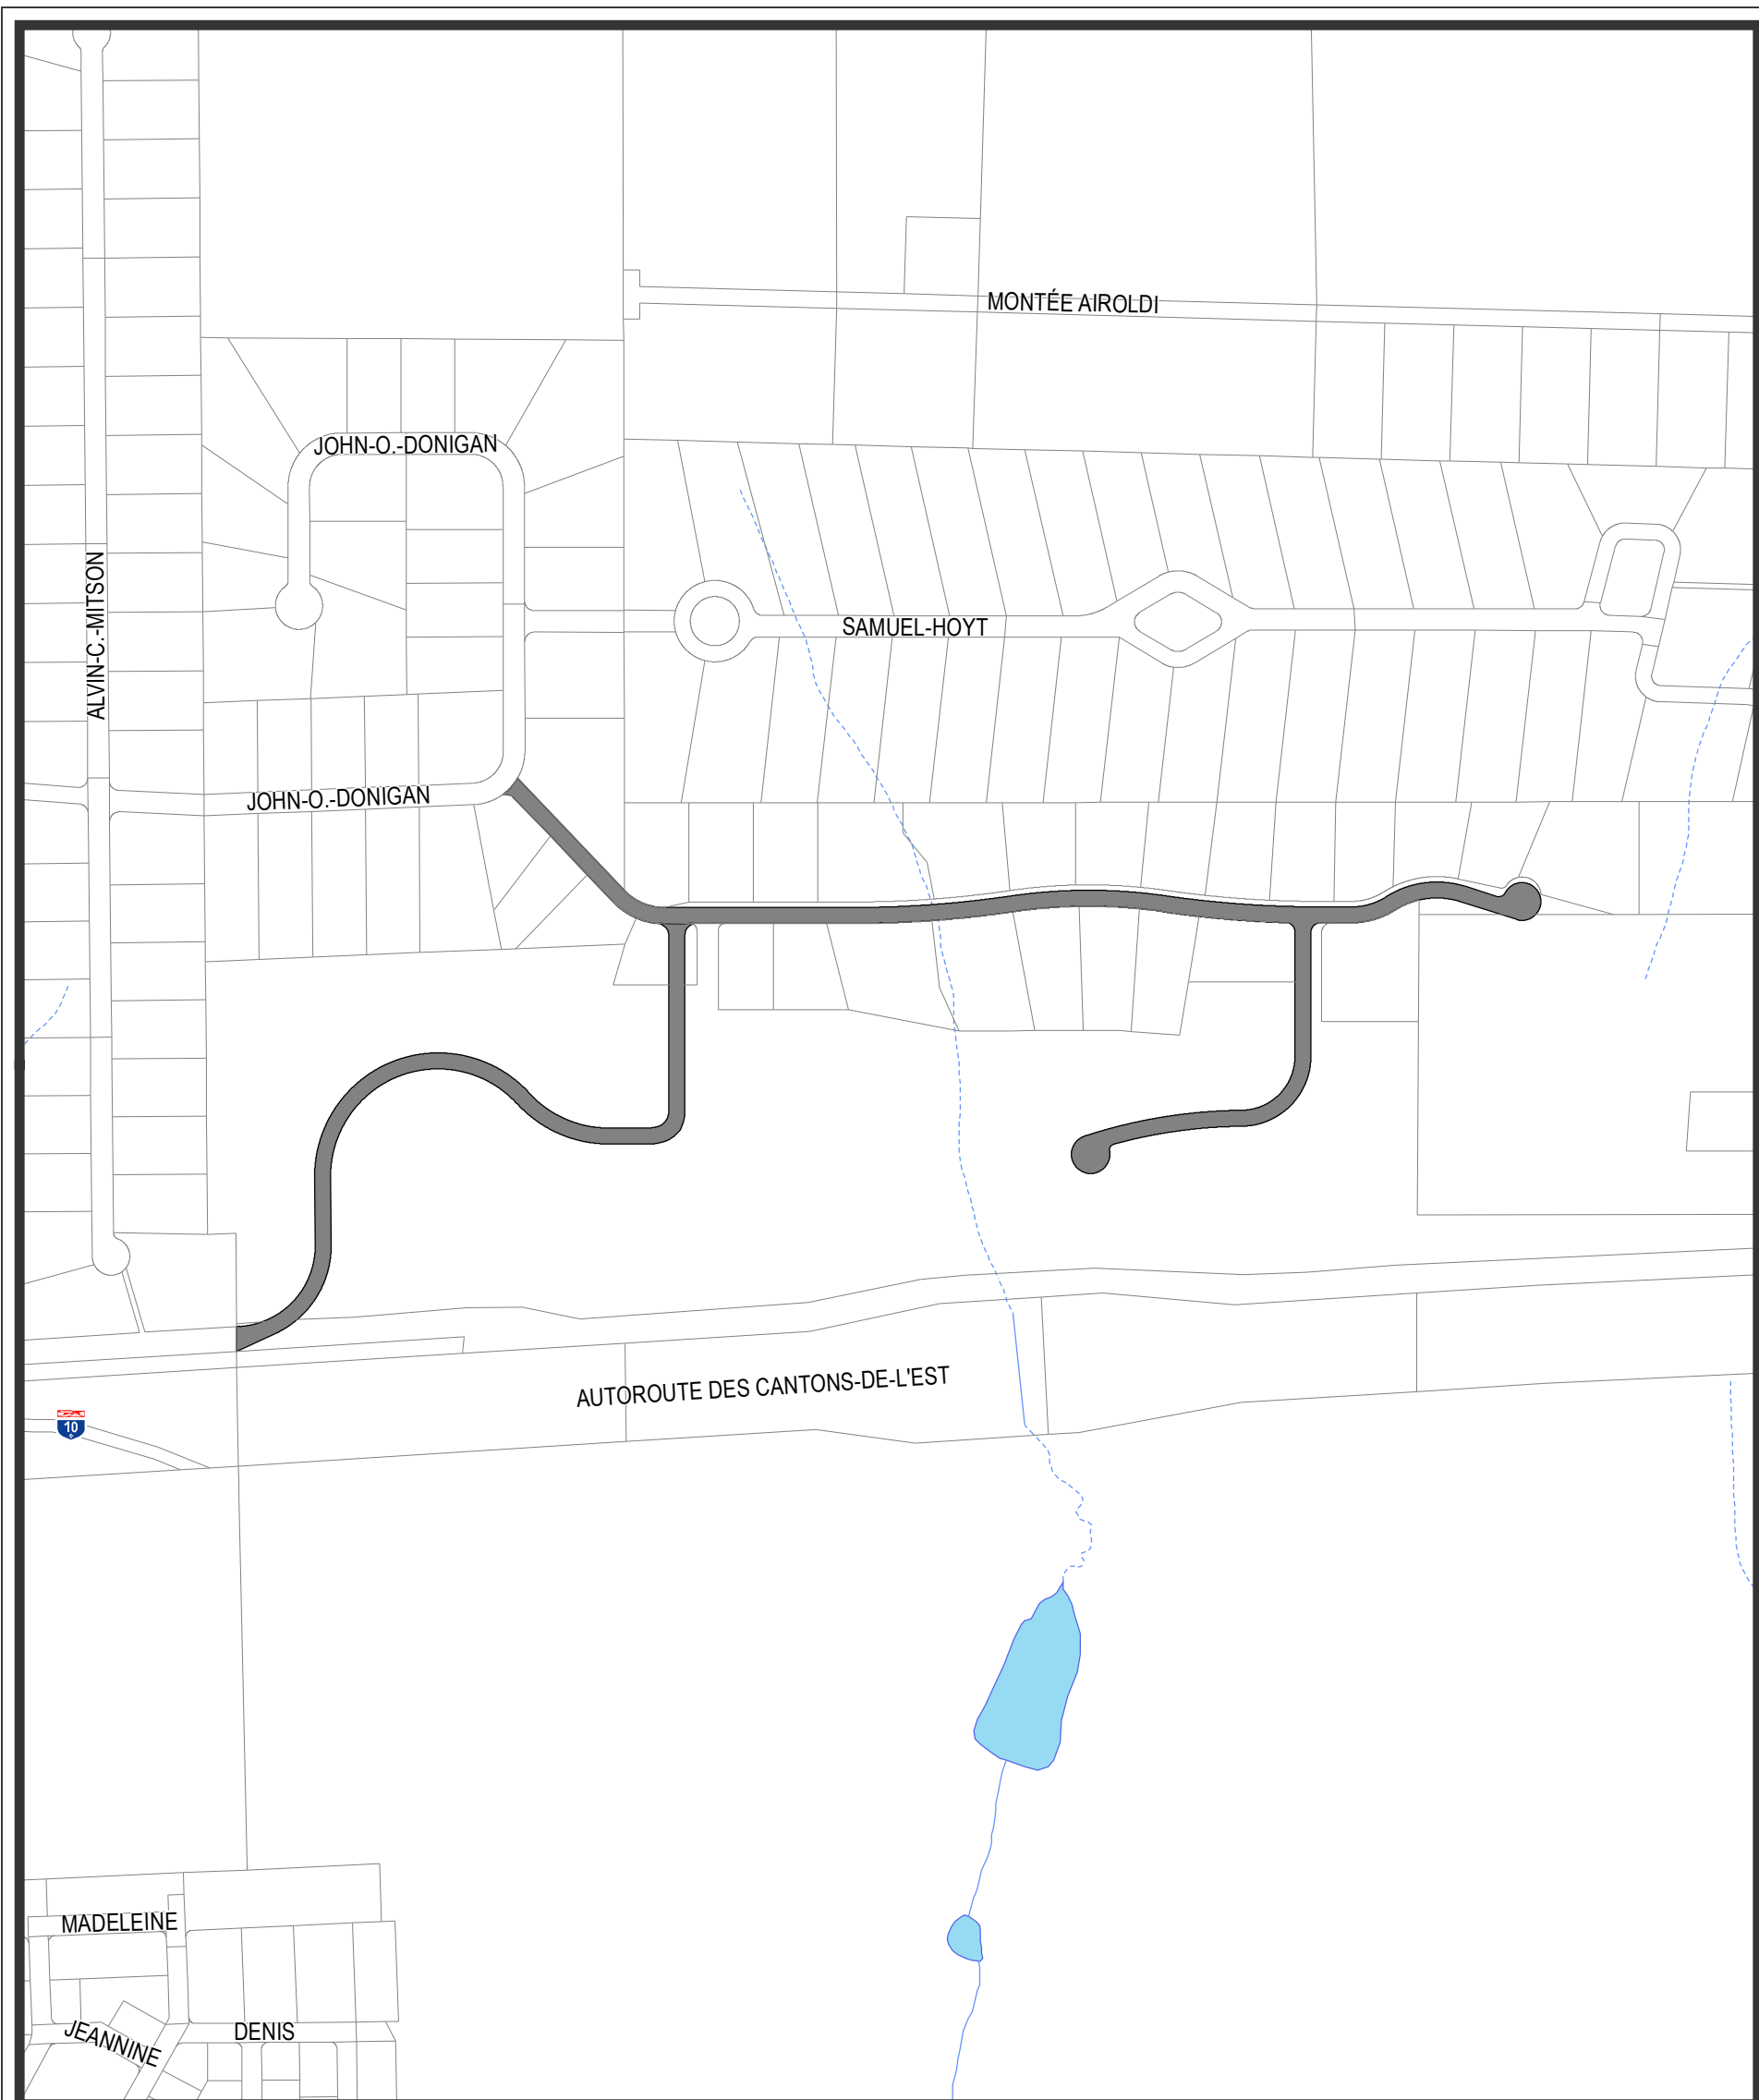 MONTÉE AIROLDI
JOHN-O.-DONIGAN
ALVIN-C.-MITSON
SAMUEL-HOYT
JOHN-O.-DONIGAN
AUTOROUTE DES CANTONS-DE-L'EST
10
MADELEINE
JEANNINE
DENIS